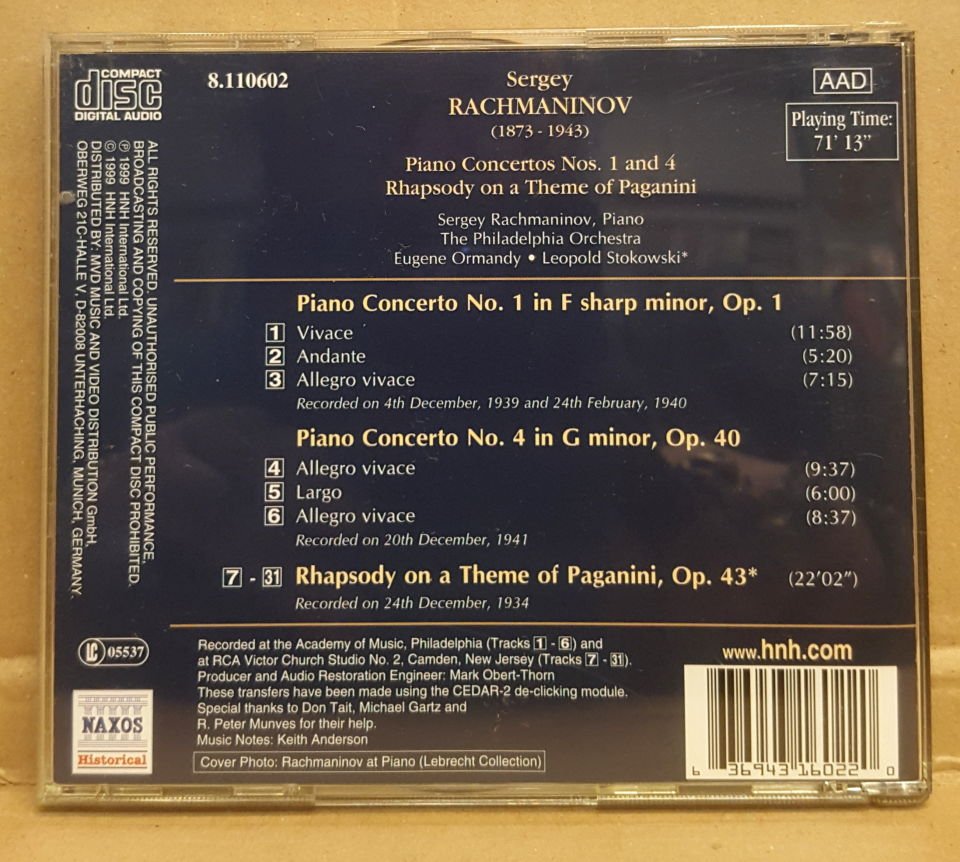 COMPACT
disc
DIGITAL AUDIO
8.110602
Sergey
RACHMANINOV
(1873 - 1943)
AAD
Playing Time:
71' 13"
Piano Concertos Nos. 1 and 4
Rhapsody on a Theme of Paganini
Sergey Rachmaninov, Piano
The Philadelphia Orchestra
Eugene Ormandy • Leopold Stokowski*
ALL RIGHTS RESERVED. UNAUTHORISED PUBLIC PERFORMANCE,
BROADCASTING AND COPYING OF THIS COMPACT DISC PROHIBITED.
℗ 1999 HNH International Ltd.
© 1999 HNH International Ltd.
DISTRIBUTED BY: MVD MUSIC AND VIDEO DISTRIBUTION GmbH,
OBERWEG 21C-HALLE V, D-82008 UNTERHACHING, MUNICH, GERMANY.
Piano Concerto No. 1 in F sharp minor, Op. 1
1 Vivace (11:58)
2 Andante (5:20)
3 Allegro vivace (7:15)
Recorded on 4th December, 1939 and 24th February, 1940
Piano Concerto No. 4 in G minor, Op. 40
4 Allegro vivace (9:37)
5 Largo (6:00)
6 Allegro vivace (8:37)
Recorded on 20th December, 1941
7 - 31 Rhapsody on a Theme of Paganini, Op. 43* (22'02")
Recorded on 24th December, 1934
LC 05537
NAXOS
Historical
Recorded at the Academy of Music, Philadelphia (Tracks 1 - 6) and
at RCA Victor Church Studio No. 2, Camden, New Jersey (Tracks 7 - 31).
Producer and Audio Restoration Engineer: Mark Obert-Thorn
These transfers have been made using the CEDAR-2 de-clicking module.
Special thanks to Don Tait, Michael Gartz and
R. Peter Munves for their help.
Music Notes: Keith Anderson
Cover Photo: Rachmaninov at Piano (Lebrecht Collection)
www.hnh.com
6 36943 16022 0